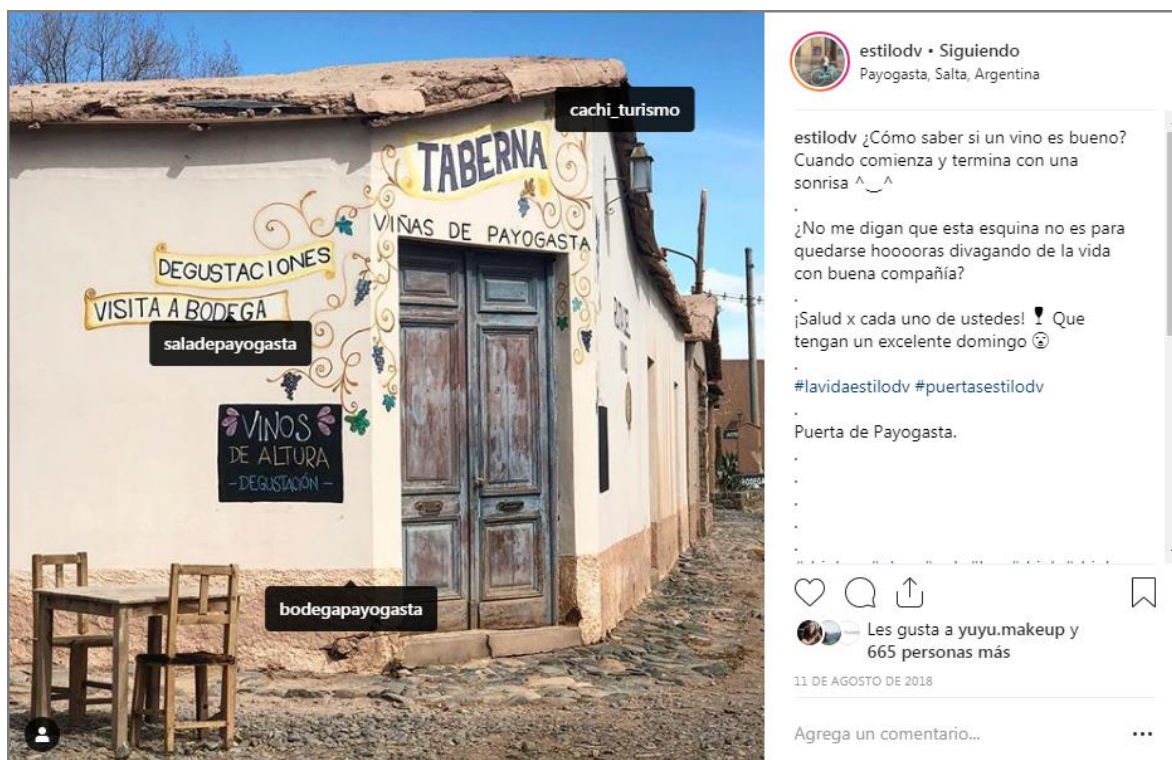 cachi_turismo
TABERNA
VIÑAS DE PAYOGASTA
DEGUSTACIONES
VISITA A BODEGA
saladepayogasta
VINOS
DE ALTURA
- DEGUSTACIÓN -
bodegapayogasta
BODEGA
estilodv • Siguiendo
Payogasta, Salta, Argentina
estilodv ¿Cómo saber si un vino es bueno?
Cuando comienza y termina con una
sonrisa ^‿^
.
¿No me digan que esta esquina no es para
quedarse hooooras divagando de la vida
con buena compañía?
.
¡Salud x cada uno de ustedes! 🍷 Que
tengan un excelente domingo 😮
.
#lavidaestilodv #puertasestilodv
.
Puerta de Payogasta.
.
.
.
.
.
Les gusta a yuyu.makeup y
665 personas más
11 DE AGOSTO DE 2018
Agrega un comentario...